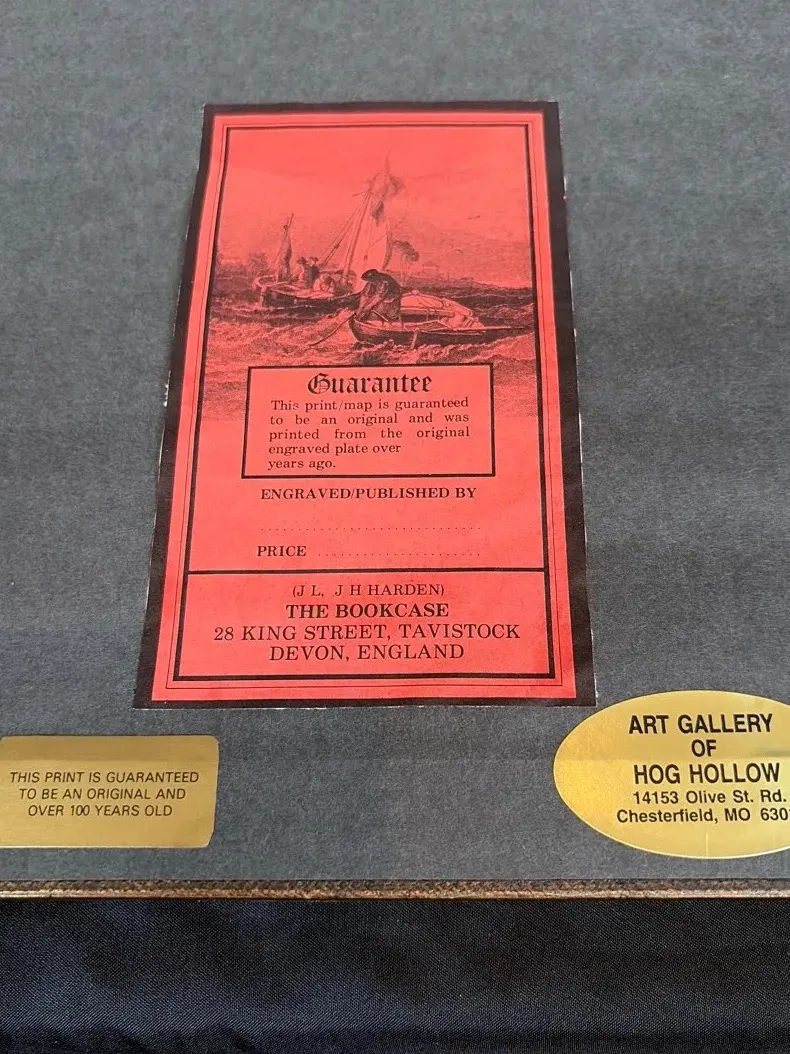 Guarantee
This print/map is guaranteed
to be an original and was
printed from the original
engraved plate over
years ago.
ENGRAVED/PUBLISHED BY
PRICE
(J L, J H HARDEN)
THE BOOKCASE
28 KING STREET, TAVISTOCK
DEVON, ENGLAND
THIS PRINT IS GUARANTEED
TO BE AN ORIGINAL AND
OVER 100 YEARS OLD
ART GALLERY
OF
HOG HOLLOW
14153 Olive St. Rd.
Chesterfield, MO 630